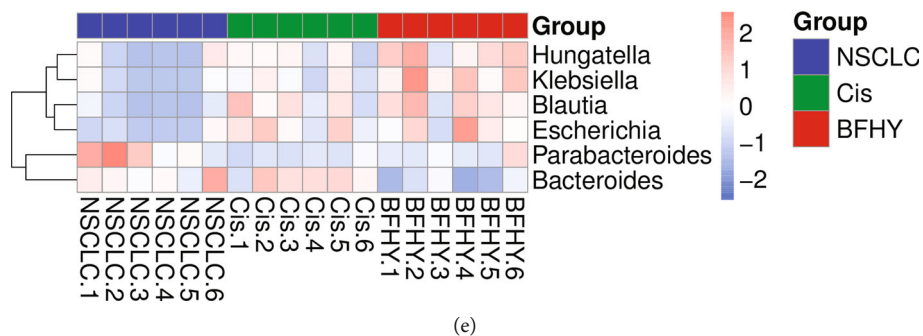 Group
Hungatella
Klebsiella
Blautia
Escherichia
Parabacteroides
Bacteroides
NSCLC.1
NSCLC.2
NSCLC.3
NSCLC.4
NSCLC.5
NSCLC.6
Cis.1
Cis.2
Cis.3
Cis.4
Cis.5
Cis.6
BFHY.1
BFHY.2
BFHY.3
BFHY.4
BFHY.5
BFHY.6
2
1
0
−1
−2
Group
NSCLC
Cis
BFHY
(e)